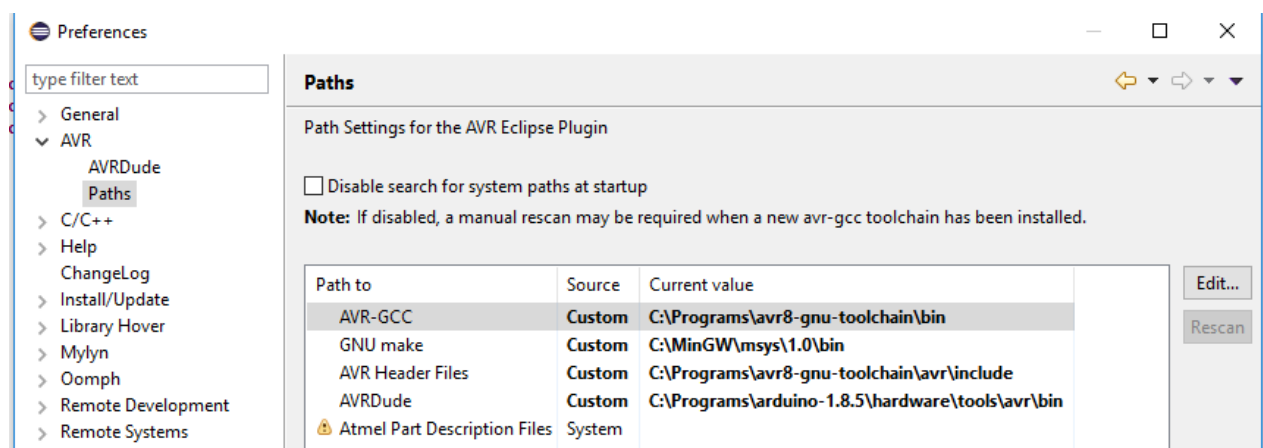 Preferences
type filter text
General
AVR
AVRDude
Paths
C/C++
Help
ChangeLog
Install/Update
Library Hover
Mylyn
Oomph
Remote Development
Remote Systems
Paths
Path Settings for the AVR Eclipse Plugin
Disable search for system paths at startup
Note: If disabled, a manual rescan may be required when a new avr-gcc toolchain has been installed.
Path to Source Current value
AVR-GCC Custom C:\Programs\avr8-gnu-toolchain\bin
GNU make Custom C:\MinGW\msys\1.0\bin
AVR Header Files Custom C:\Programs\avr8-gnu-toolchain\avr\include
AVRDude Custom C:\Programs\arduino-1.8.5\hardware\tools\avr\bin
Atmel Part Description Files System
Edit...
Rescan